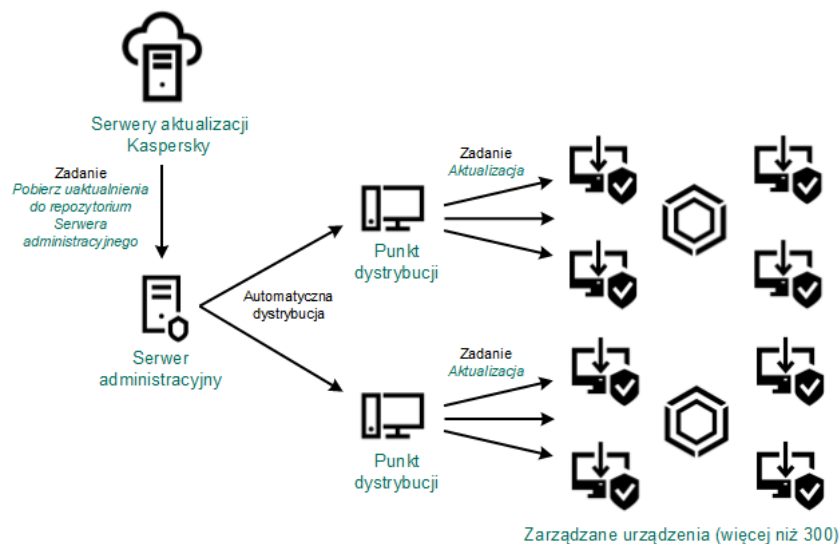 Serwery aktualizacji
Kaspersky
Zadanie
Pobierz uaktualnienia
do repozytorium
Serwera
administracyjnego
Serwer
administracyjny
Automatyczna
dystrybucja
Punkt
dystrybucji
Zadanie
Aktualizacja
Punkt
dystrybucji
Zadanie
Aktualizacja
Zarządzane urządzenia (więcej niż 300)